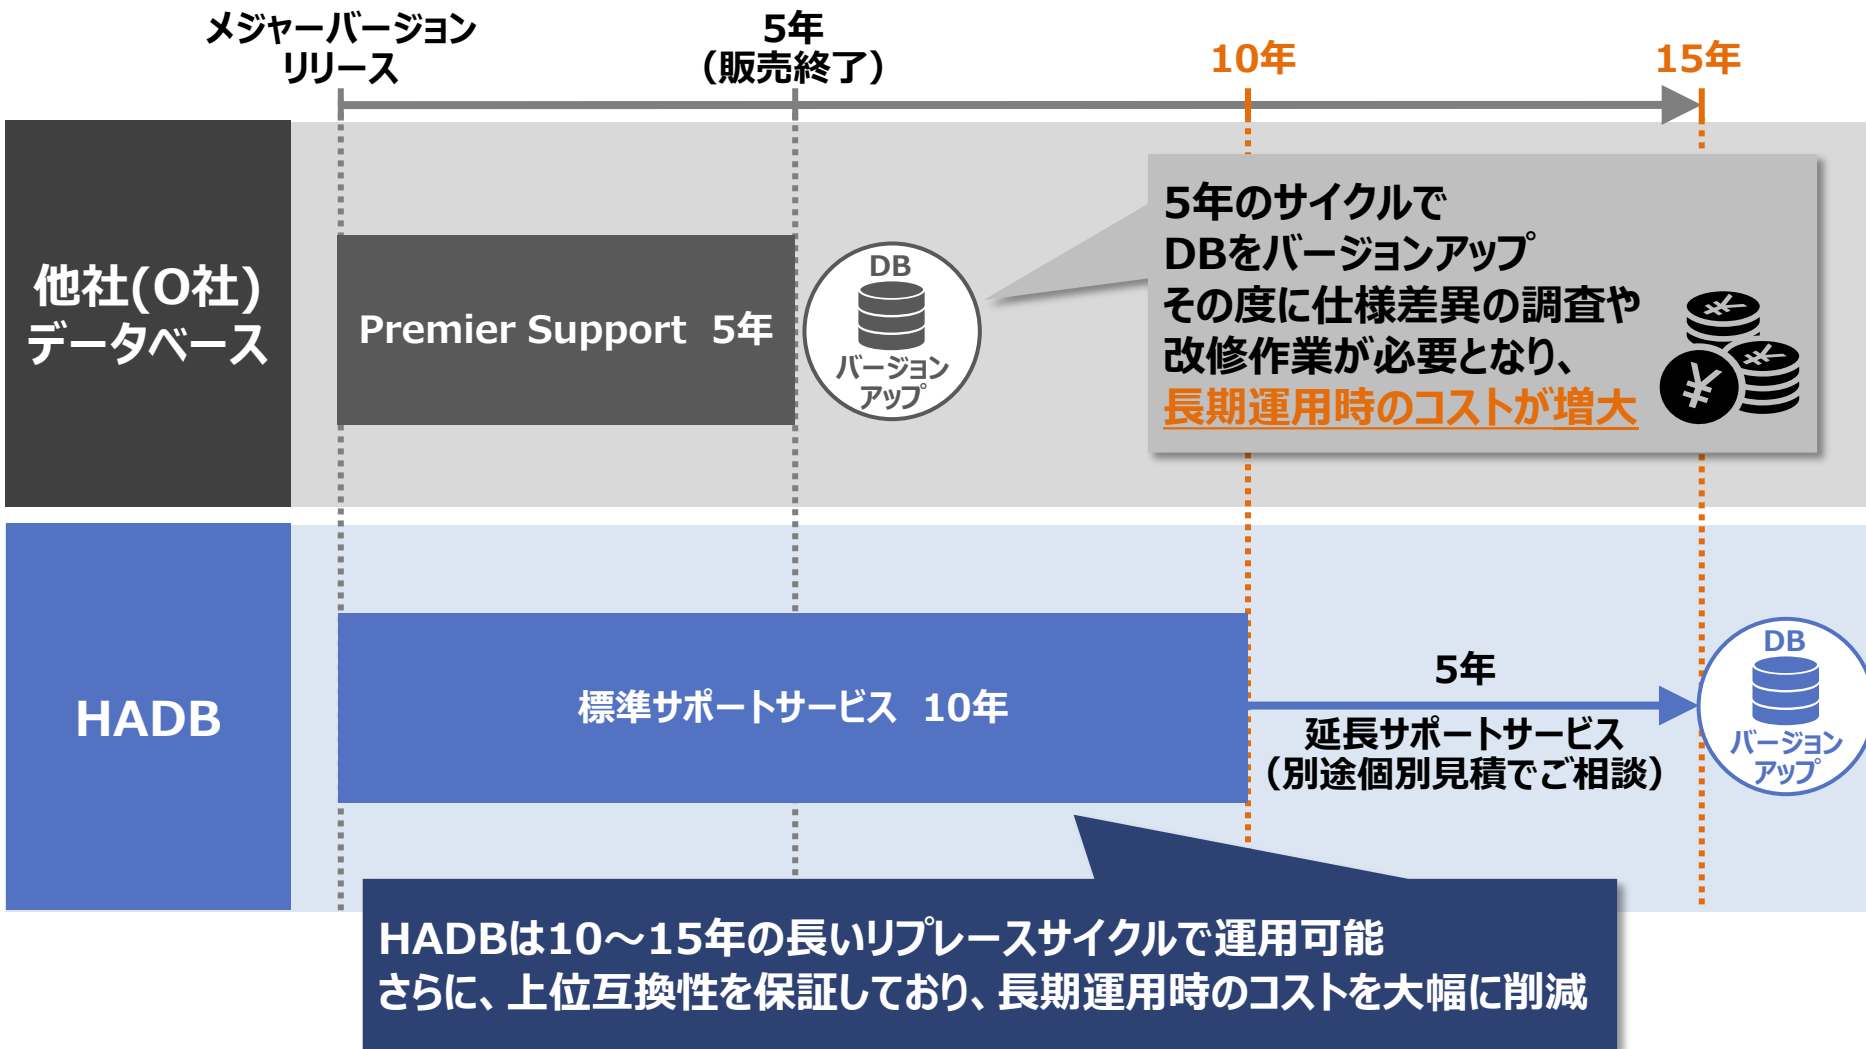 メジャーバージョン
リリース
5年
（販売終了）
10年
15年
他社(O社)
データベース
Premier Support 5年
DB
バージョン
アップ
5年のサイクルで
DBをバージョンアップ
その度に仕様差異の調査や
改修作業が必要となり、
長期運用時のコストが増大
¥
¥
¥
HADB
標準サポートサービス 10年
5年
延長サポートサービス
（別途個別見積でご相談）
DB
バージョン
アップ
HADBは10～15年の長いリプレースサイクルで運用可能
さらに、上位互換性を保証しており、長期運用時のコストを大幅に削減